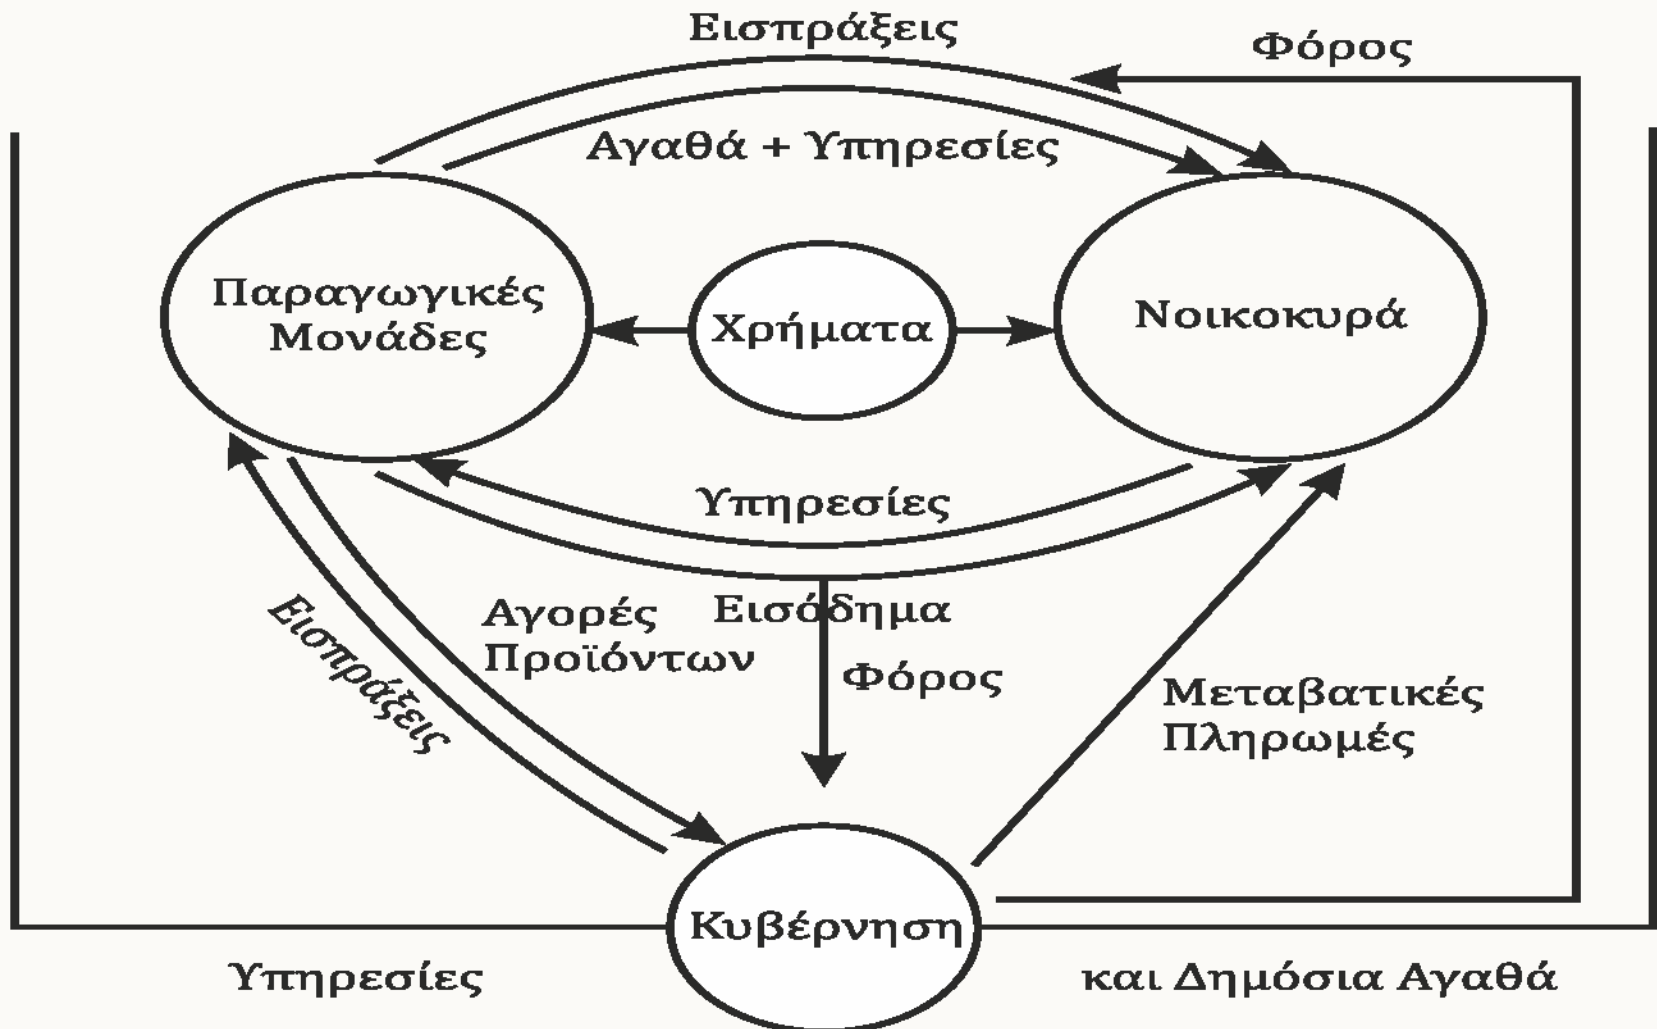 Εισπράξεις
Φόρος
Αγαθά + Υπηρεσίες
Παραγωγικές
Μονάδες
Χρήματα
Νοικοκυρά
Υπηρεσίες
Εισόδημα
Αγορές
Προϊόντων
Εισπράξεις
Φόρος
Μεταβατικές
Πληρωμές
Κυβέρνηση
Υπηρεσίες
και Δημόσια Αγαθά